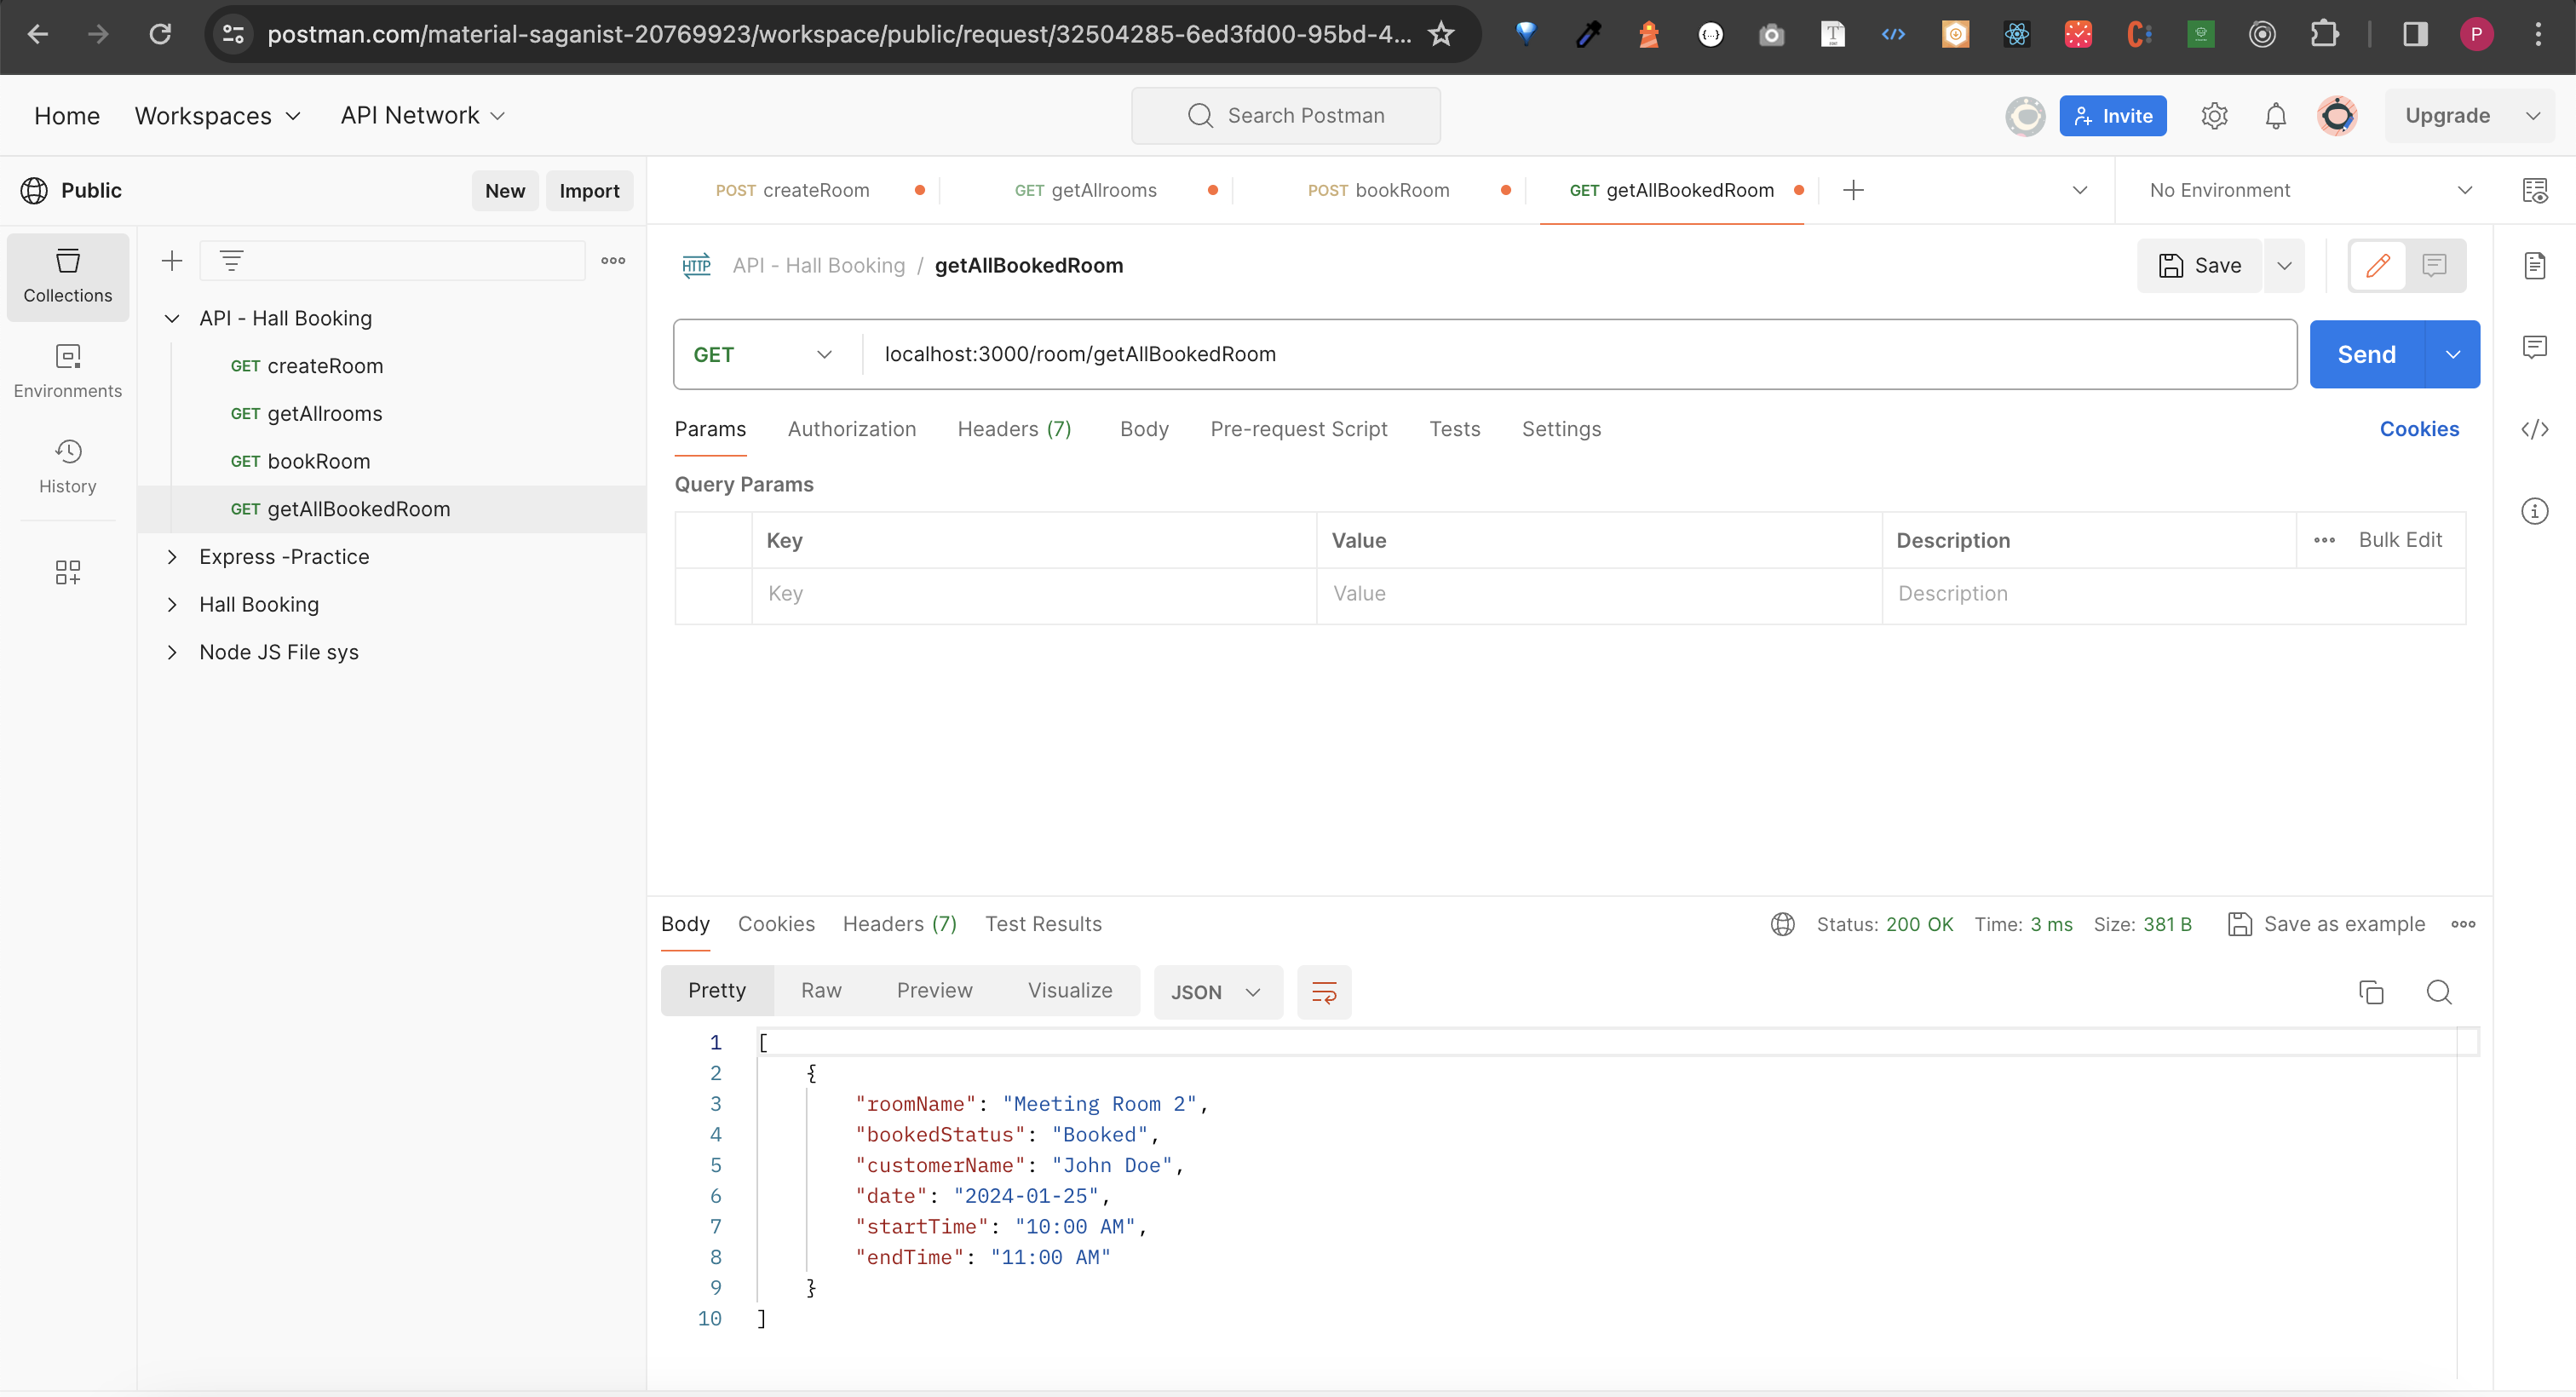 postman.com/material-saganist-20769923/workspace/public/request/32504285-6ed3fd00-95bd-4...
P
Home Workspaces API Network Search Postman Invite Upgrade
Public New Import POST createRoom GET getAllrooms POST bookRoom GET getAllBookedRoom No Environment
Collections
Environments
History
API - Hall Booking
GET createRoom
GET getAllrooms
GET bookRoom
GET getAllBookedRoom
Express -Practice
Hall Booking
Node JS File sys
HTTP API - Hall Booking / getAllBookedRoom Save
GET localhost:3000/room/getAllBookedRoom Send
Params Authorization Headers (7) Body Pre-request Script Tests Settings Cookies
Query Params
Key Value Description Bulk Edit
Key Value Description
Body Cookies Headers (7) Test Results Status: 200 OK Time: 3 ms Size: 381 B Save as example
Pretty Raw Preview Visualize JSON
1 [
2 {
3 "roomName": "Meeting Room 2",
4 "bookedStatus": "Booked",
5 "customerName": "John Doe",
6 "date": "2024-01-25",
7 "startTime": "10:00 AM",
8 "endTime": "11:00 AM"
9 }
10 ]